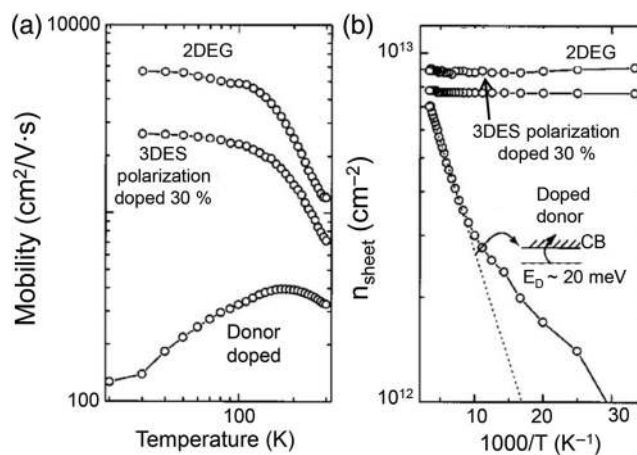 (a)
10000
2DEG
3DES
polarization
doped 30 %
Donor
doped
100
100
Mobility (cm²/V·s)
Temperature (K)
(b)
10¹³
2DEG
3DES polarization
doped 30 %
Doped
donor
CB
E_D ~ 20 meV
10¹²
10 20 30
n_sheet (cm⁻²)
1000/T (K⁻¹)